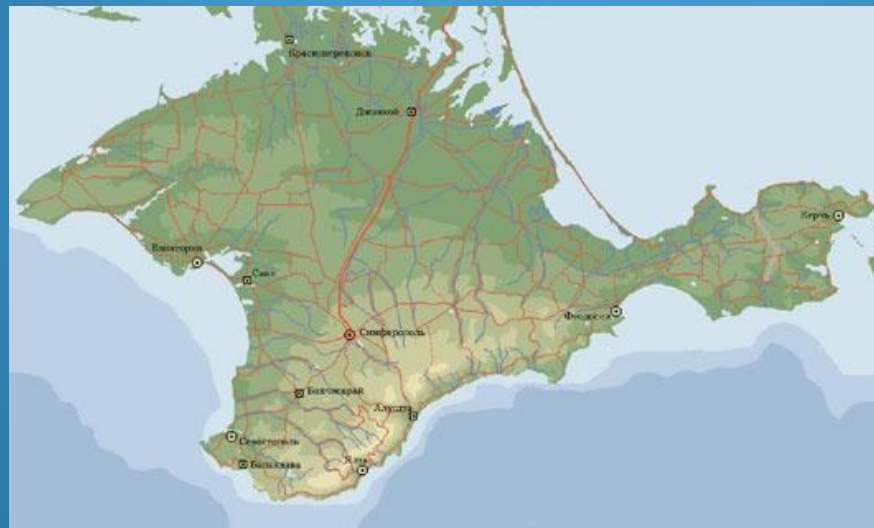 Красноперекопск
Джанкой
Керчь
Евпатория
Саки
Феодосия
Симферополь
Бахчисарай
Алушта
Севастополь
Ялта
Балаклава